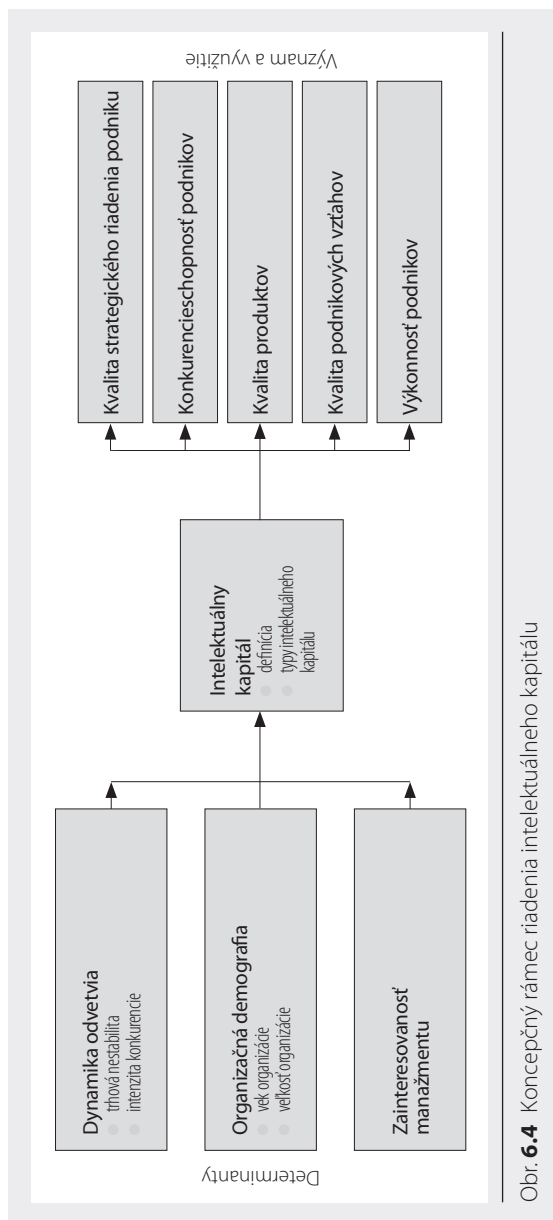 Determinanty
Dynamika odvetvia
trhová nestabilita
intenzita konkurencie
Organizačná demografia
vek organizácie
veľkosť organizácie
Zainteresovanosť
manažmentu
Intelektuálny
kapitál
definícia
typy intelektuálneho
kapitálu
Kvalita strategického riadenia podniku
Konkurencieschopnosť podnikov
Kvalita produktov
Kvalita podnikových vzťahov
Výkonnosť podnikov
Význam a využitie
Obr. 6.4 Koncepčný rámec riadenia intelektuálneho kapitálu